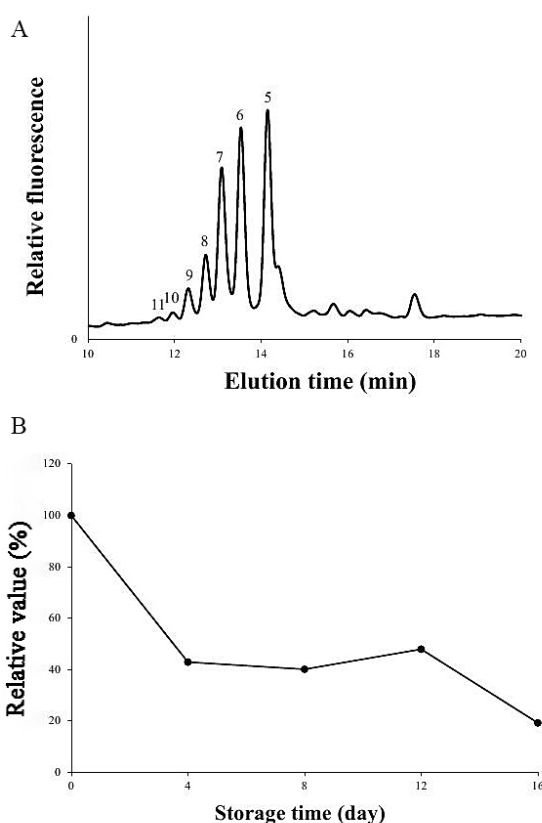 A
Relative fluorescence
5
6
7
8
9
11 10
0
10 12 14 16 18 20
Elution time (min)
B
Relative value (%)
120
100
80
60
40
20
0
0 4 8 12 16
Storage time (day)